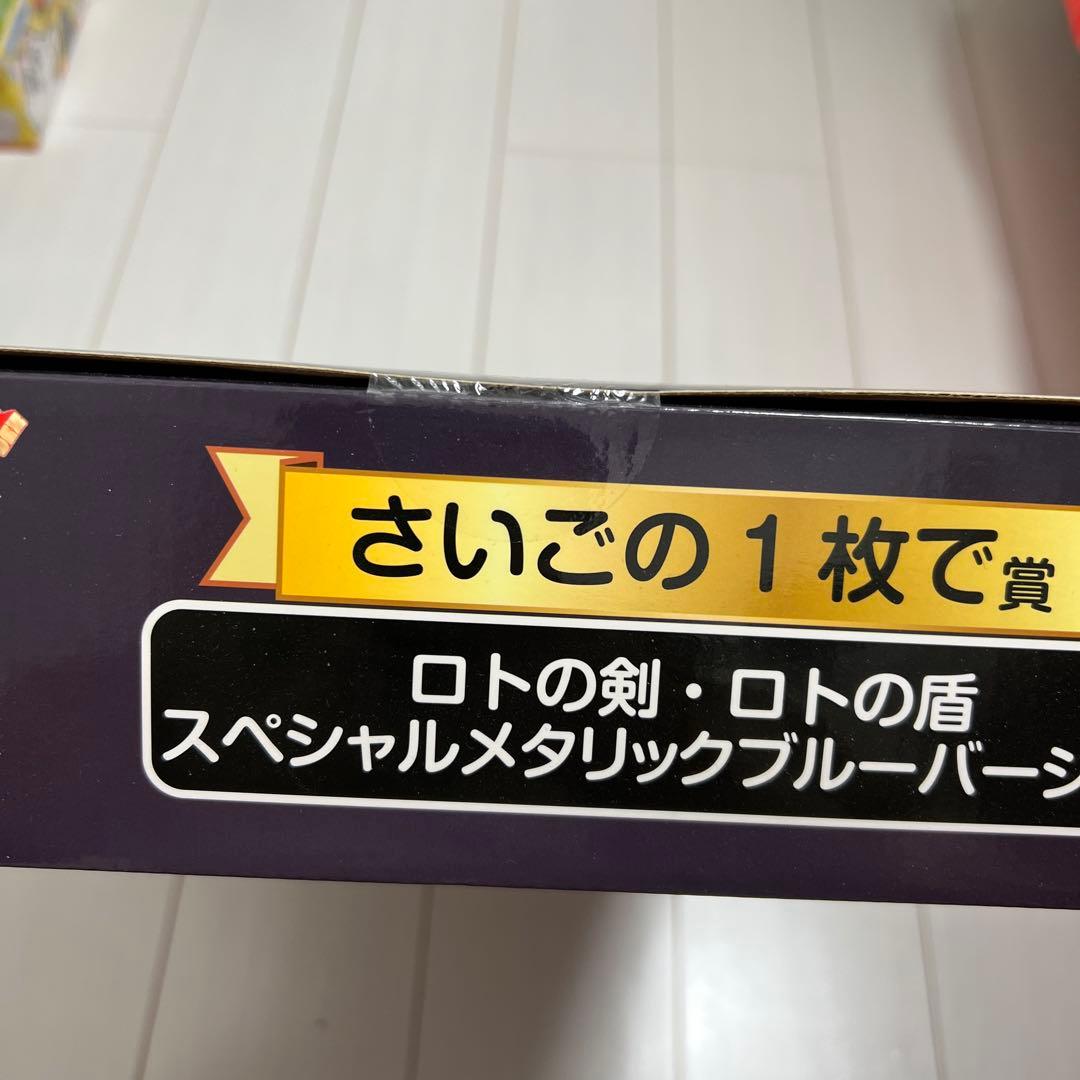 さいごの1枚で賞
ロトの剣・ロトの盾
スペシャルメタリックブルーバージ